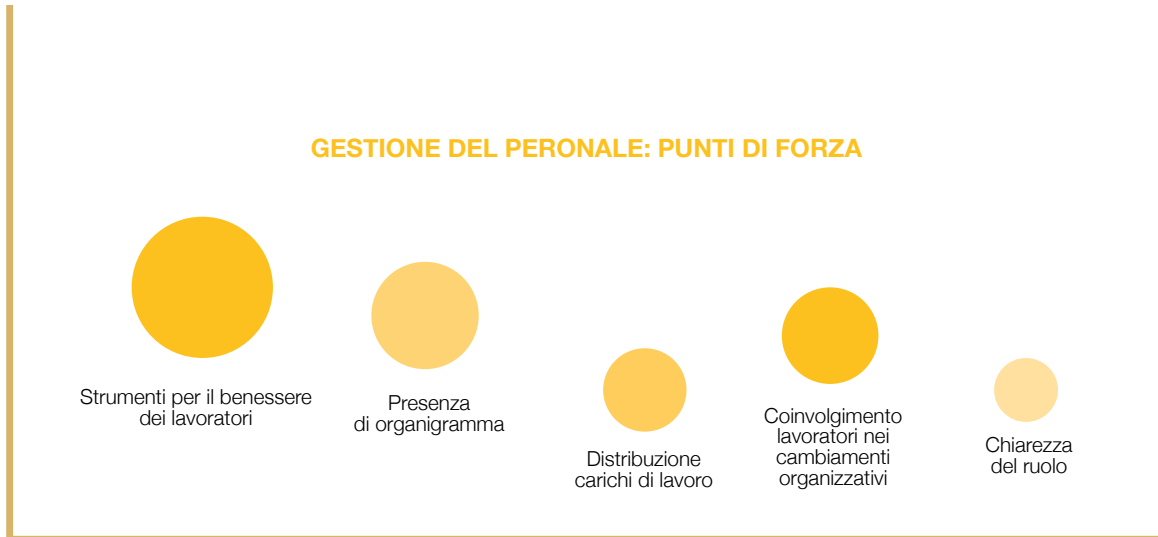 GESTIONE DEL PERONALE: PUNTI DI FORZA
Strumenti per il benessere
dei lavoratori
Presenza
di organigramma
Distribuzione
carichi di lavoro
Coinvolgimento
lavoratori nei
cambiamenti
organizzativi
Chiarezza
del ruolo